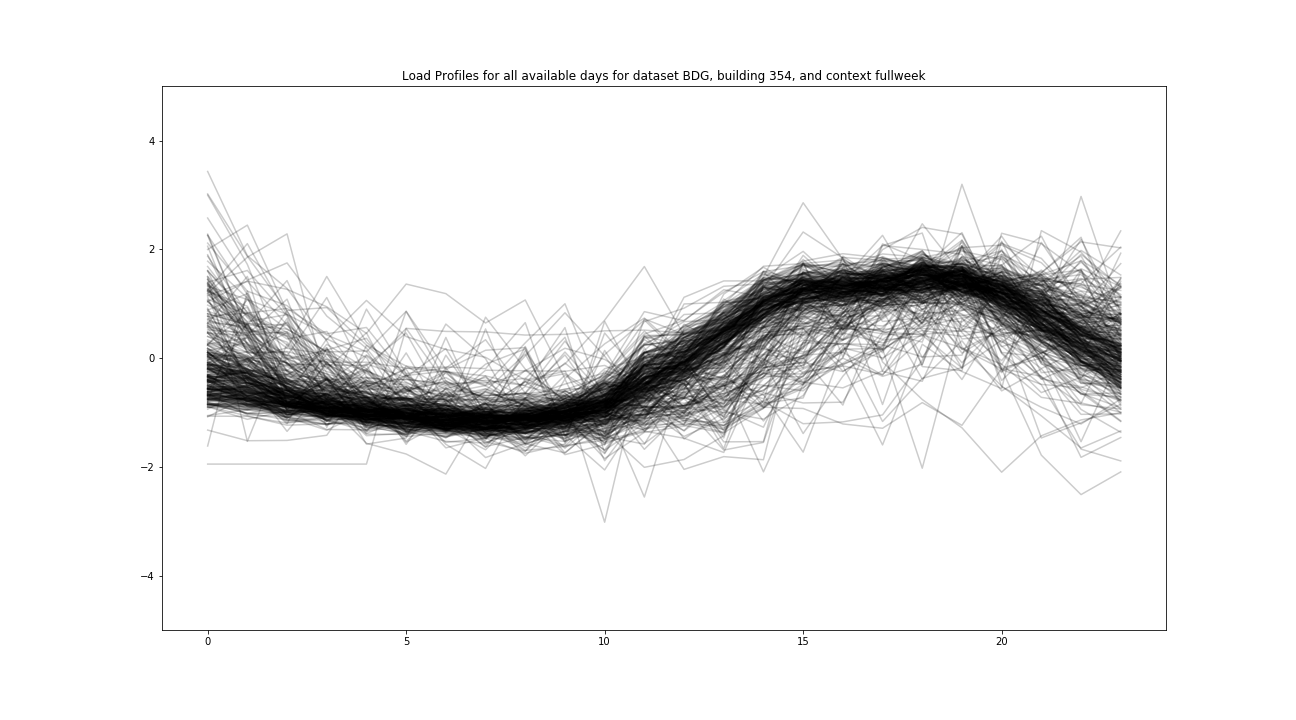 Load Profiles for all available days for dataset BDG, building 354, and context fullweek
4
2
0
−2
−4
0 5 10 15 20